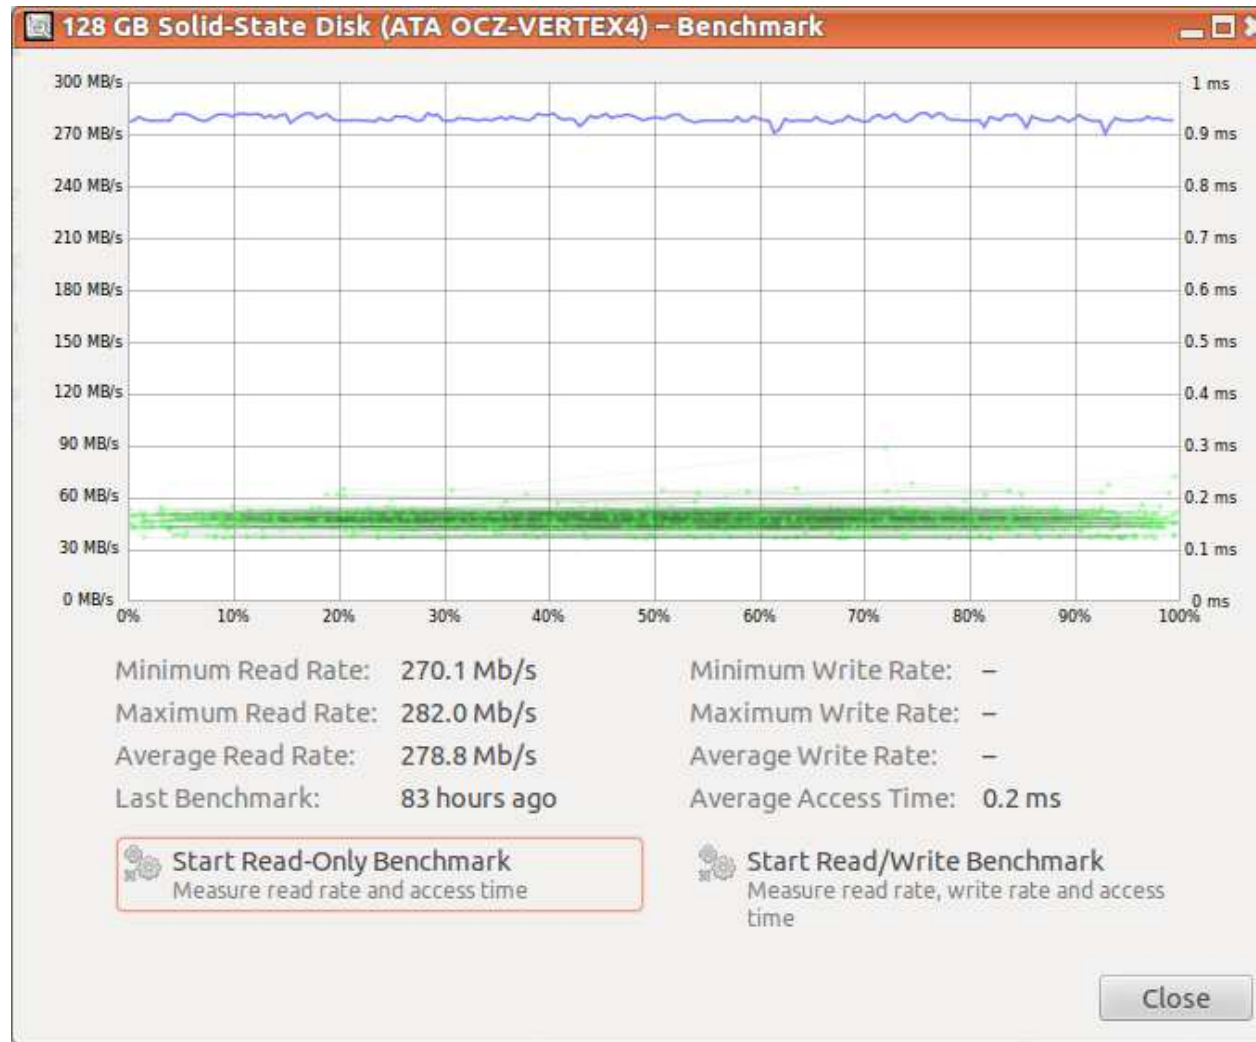 128 GB Solid-State Disk (ATA OCZ-VERTEX4) – Benchmark
300 MB/s
270 MB/s
240 MB/s
210 MB/s
180 MB/s
150 MB/s
120 MB/s
90 MB/s
60 MB/s
30 MB/s
0 MB/s
1 ms
0.9 ms
0.8 ms
0.7 ms
0.6 ms
0.5 ms
0.4 ms
0.3 ms
0.2 ms
0.1 ms
0 ms
0% 10% 20% 30% 40% 50% 60% 70% 80% 90% 100%
Minimum Read Rate: 270.1 Mb/s
Maximum Read Rate: 282.0 Mb/s
Average Read Rate: 278.8 Mb/s
Last Benchmark: 83 hours ago
Minimum Write Rate: –
Maximum Write Rate: –
Average Write Rate: –
Average Access Time: 0.2 ms
Start Read-Only Benchmark
Measure read rate and access time
Start Read/Write Benchmark
Measure read rate, write rate and access
time
Close